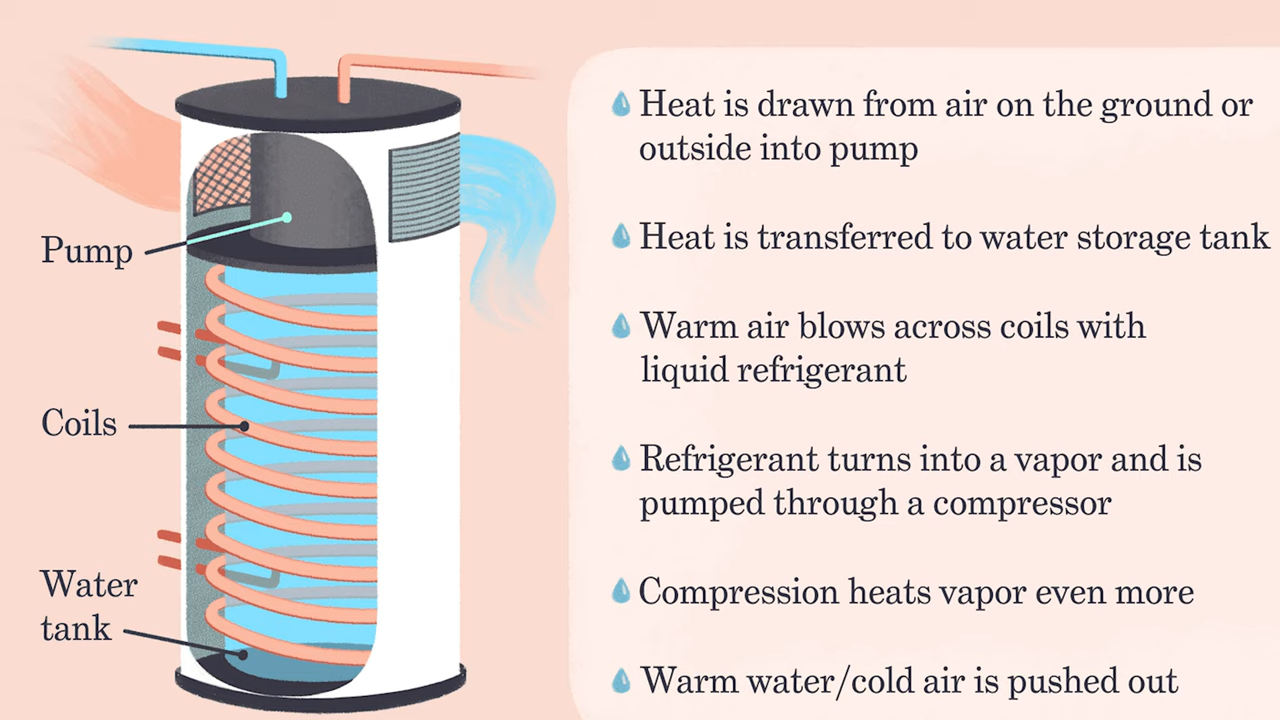 Pump
Coils
Water
tank
Heat is drawn from air on the ground or
outside into pump
Heat is transferred to water storage tank
Warm air blows across coils with
liquid refrigerant
Refrigerant turns into a vapor and is
pumped through a compressor
Compression heats vapor even more
Warm water/cold air is pushed out